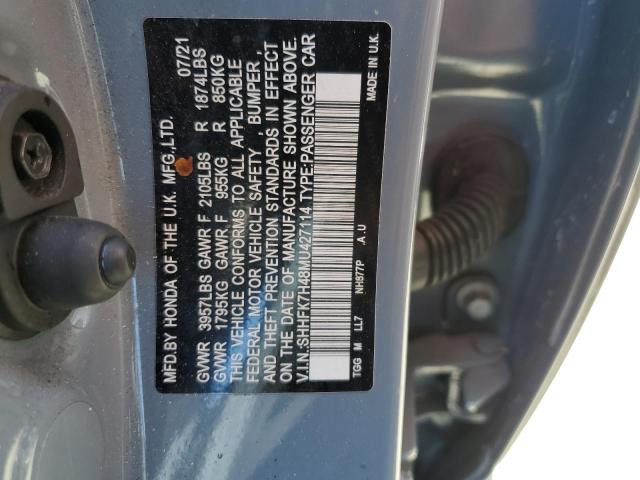 MFD.BY HONDA OF THE U.K. MFG.,LTD. 07/21
GVWR 3957LBS GAWR F 2105LBS R 1874LBS
GVWR 1795KG GAWR F 955KG R 850KG
THIS VEHICLE CONFORMS TO ALL APPLICABLE
FEDERAL MOTOR VEHICLE SAFETY , BUMPER ,
AND THEFT PREVENTION STANDARDS IN EFFECT
ON THE DATE OF MANUFACTURE SHOWN ABOVE.
V.I.N.:SHHFK7H48MU427114 TYPE:PASSENGER CAR
MADE IN U.K.
TGG M LL7 NH877P .A.U